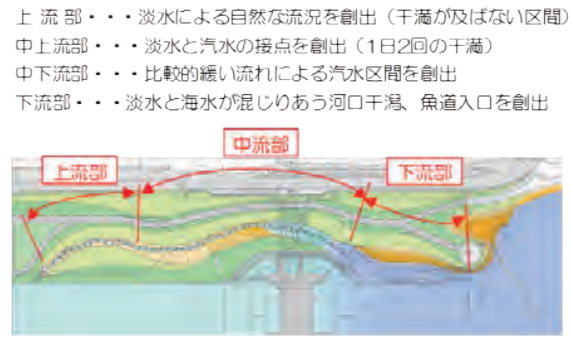 上 流 部・・・淡水による自然な流況を創出（干満が及ばない区間）
中上流部・・・淡水と汽水の接点を創出（1日2回の干満）
中下流部・・・比較的緩い流れによる汽水区間を創出
下流部・・・淡水と海水が混じりあう河口干潟、魚道入口を創出
中流部
上流部
下流部